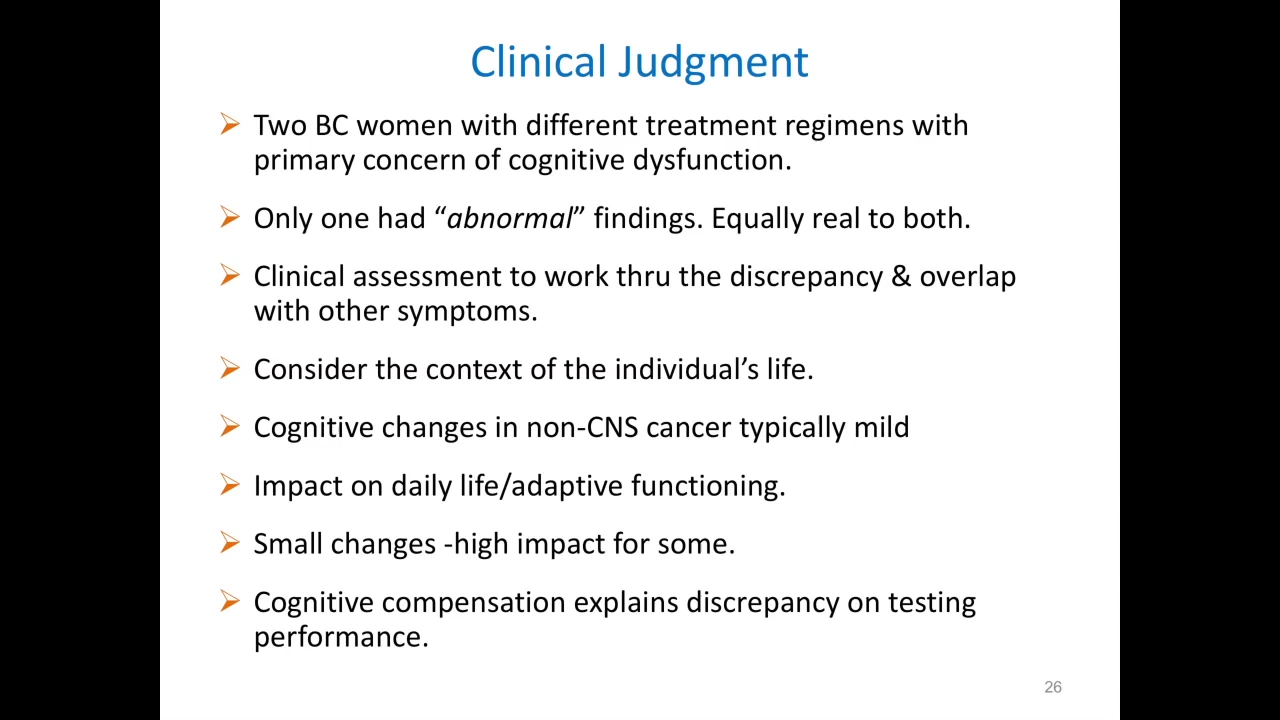 Clinical Judgment
Two BC women with different treatment regimens with
primary concern of cognitive dysfunction.
Only one had “abnormal” findings. Equally real to both.
Clinical assessment to work thru the discrepancy & overlap
with other symptoms.
Consider the context of the individual’s life.
Cognitive changes in non-CNS cancer typically mild
Impact on daily life/adaptive functioning.
Small changes -high impact for some.
Cognitive compensation explains discrepancy on testing
performance.
26